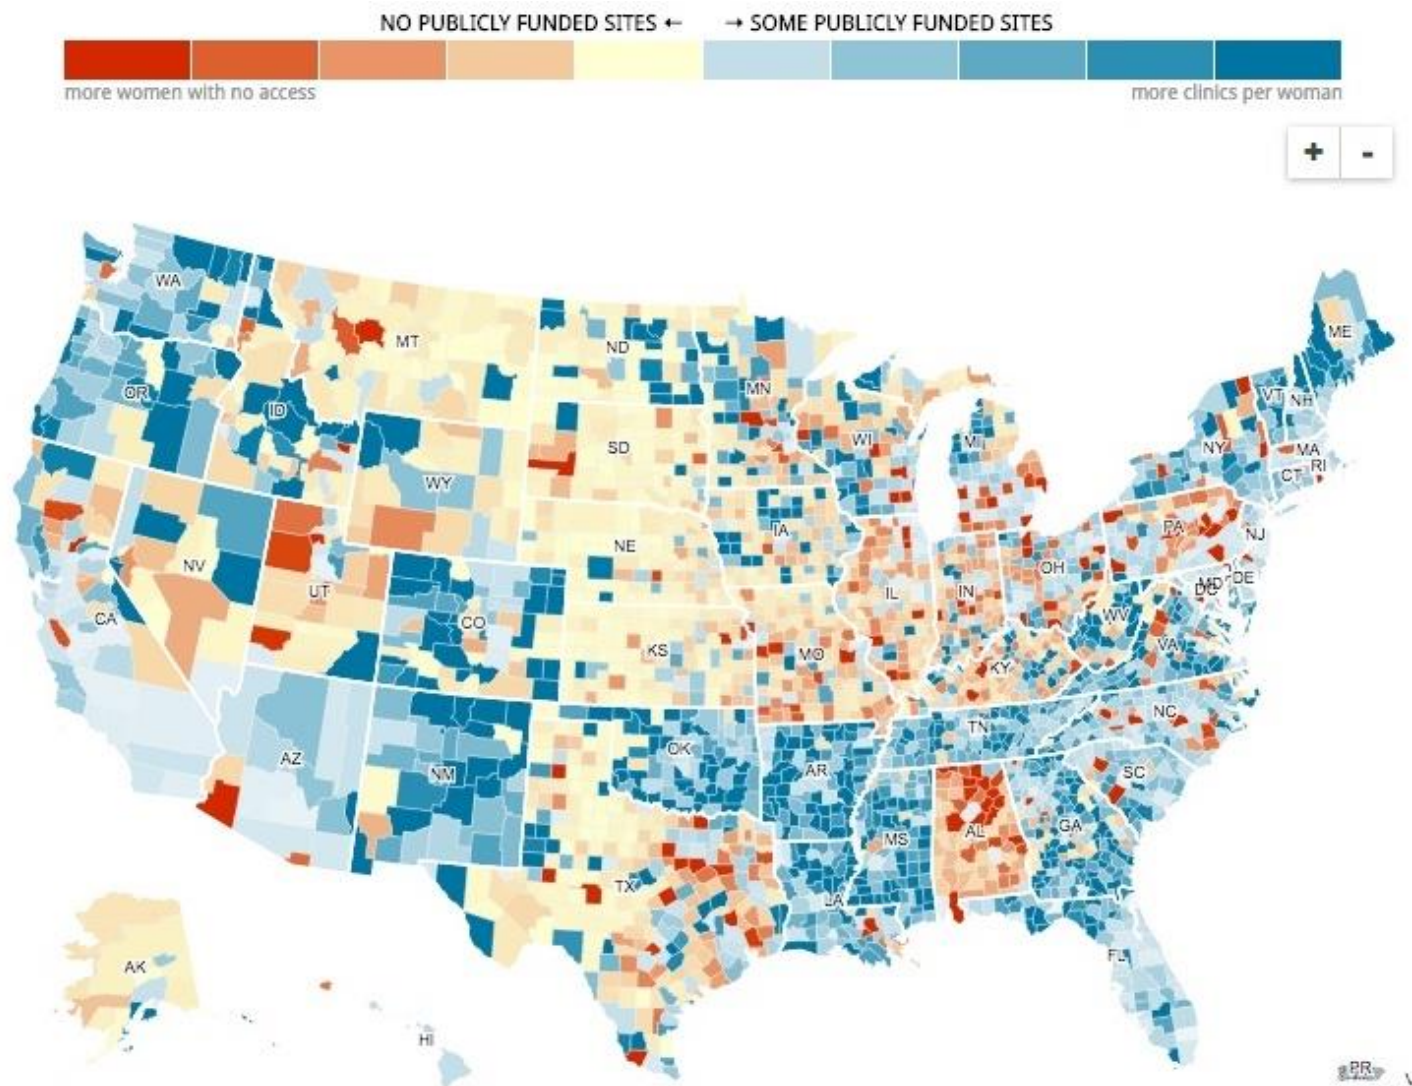 NO PUBLICLY FUNDED SITES ← → SOME PUBLICLY FUNDED SITES
more women with no access more clinics per woman
+ -
WA
MT
ND
MN
ME
OR
ID
SD
WI
MI
VT NH
NY
MA
CT RI
WY
IA
PA
NJ
NV
NE
UT
CO
IL
IN
OH
MD DE
DC
CA
KS
MO
WV
VA
KY
AZ
NM
OK
AR
TN
NC
SC
MS
AL
GA
TX
LA
FL
AK
HI
PR